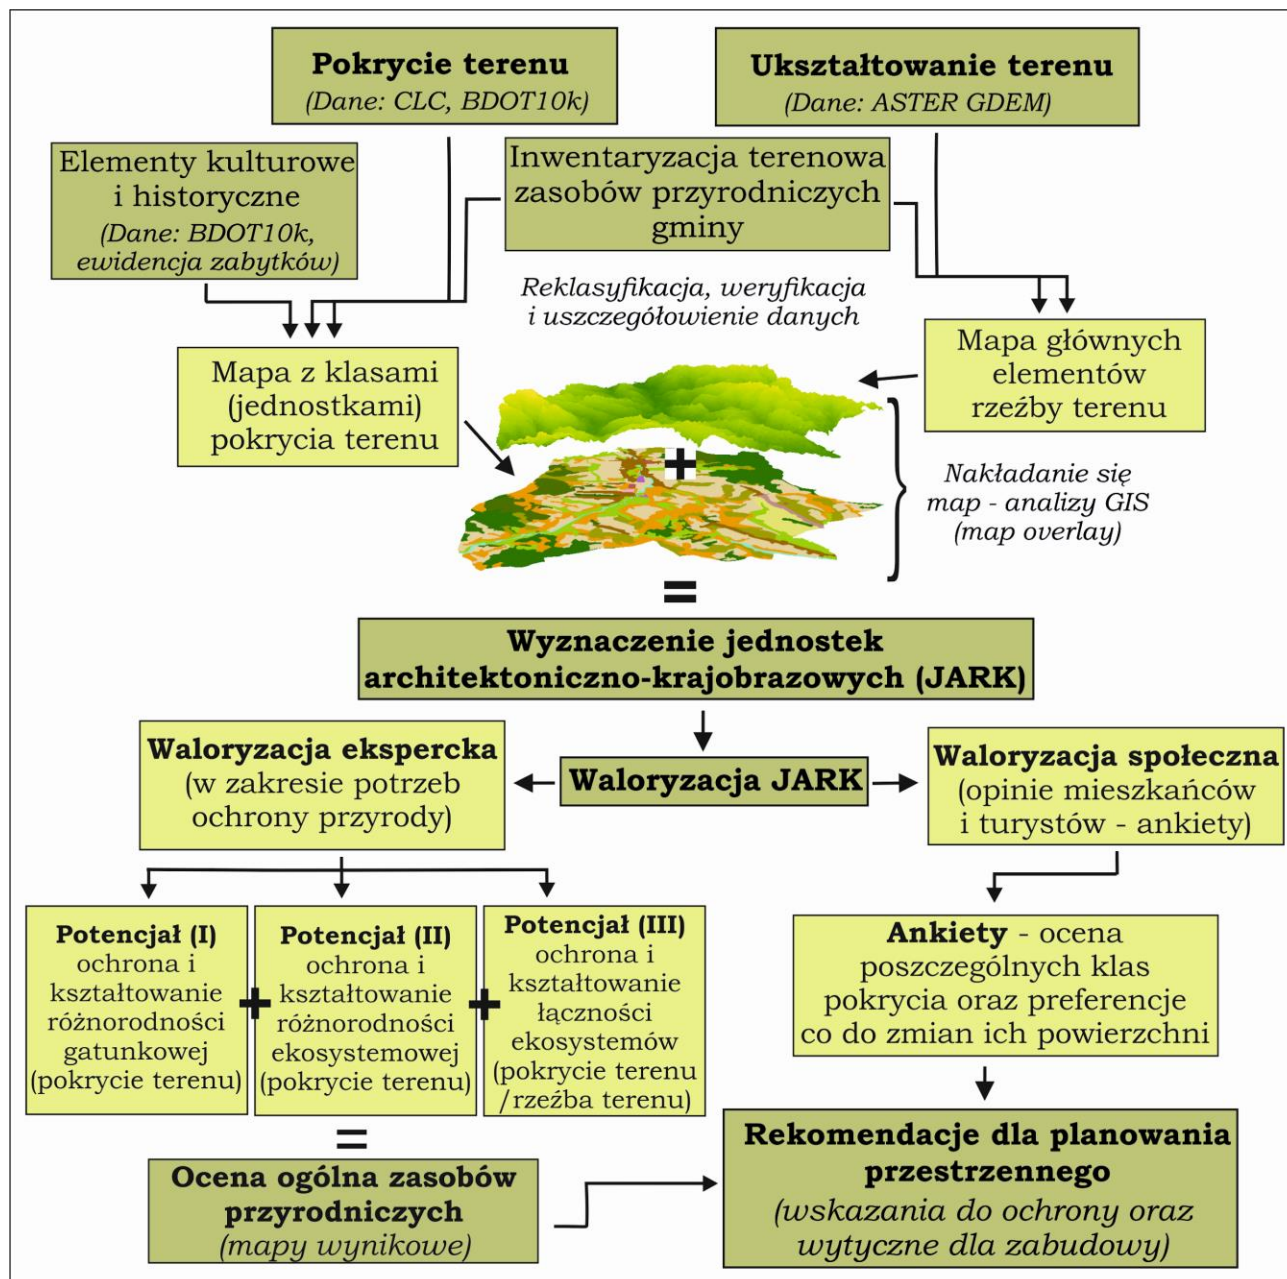 Pokrycie terenu
(Dane: CLC, BDOT10k)
Ukształtowanie terenu
(Dane: ASTER GDEM)
Elementy kulturowe
i historyczne
(Dane: BDOT10k,
ewidencja zabytków)
Inwentaryzacja terenowa
zasobów przyrodniczych
gminy
Reklasyfikacja, weryfikacja
i uszczegółowienie danych
Mapa z klasami
(jednostkami)
pokrycia terenu
Mapa głównych
elementów
rzeźby terenu
+
Nakładanie się
map - analizy GIS
(map overlay)
=
Wyznaczenie jednostek
architektoniczno-krajobrazowych (JARK)
Waloryzacja ekspercka
(w zakresie potrzeb
ochrony przyrody)
Waloryzacja JARK
Waloryzacja społeczna
(opinie mieszkańców
i turystów - ankiety)
Potencjał (I)
ochrona i
kształtowanie
różnorodności
gatunkowej
(pokrycie terenu)
+
Potencjał (II)
ochrona i
kształtowanie
różnorodności
ekosystemowej
(pokrycie terenu)
+
Potencjał (III)
ochrona i
kształtowanie
łączności
ekosystemów
(pokrycie terenu
/rzeźba terenu)
Ankiety - ocena
poszczególnych klas
pokrycia oraz preferencje
co do zmian ich powierzchni
=
Ocena ogólna zasobów
przyrodniczych
(mapy wynikowe)
Rekomendacje dla planowania
przestrzennego
(wskazania do ochrony oraz
wytyczne dla zabudowy)